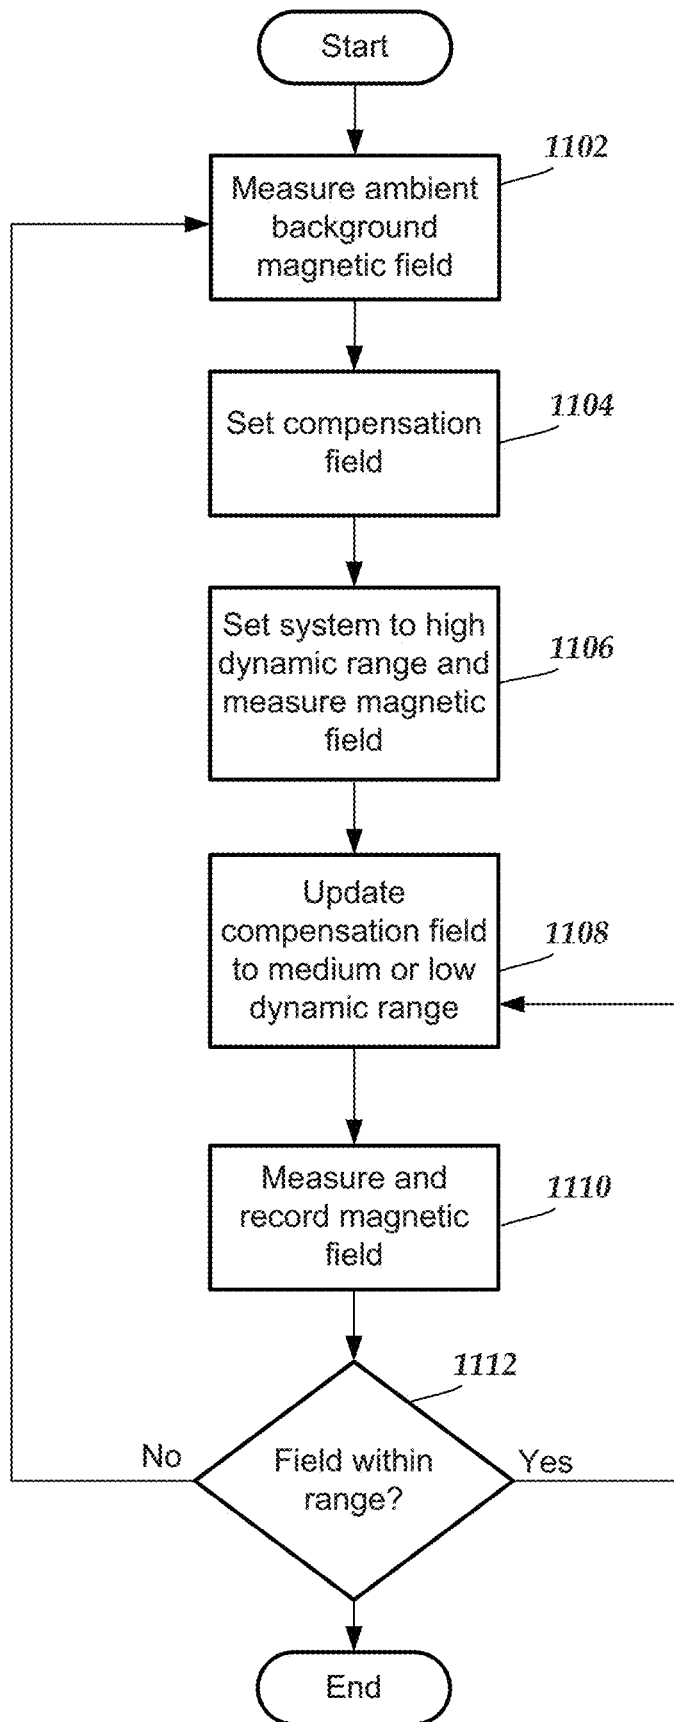 Start
1102
Measure ambient
background
magnetic field
1104
Set compensation
field
Set system to high
dynamic range and
measure magnetic
field
1106
Update
compensation field
to medium or low
dynamic range
1108
Measure and
record magnetic
field
1110
1112
No
Field within
range?
Yes
End